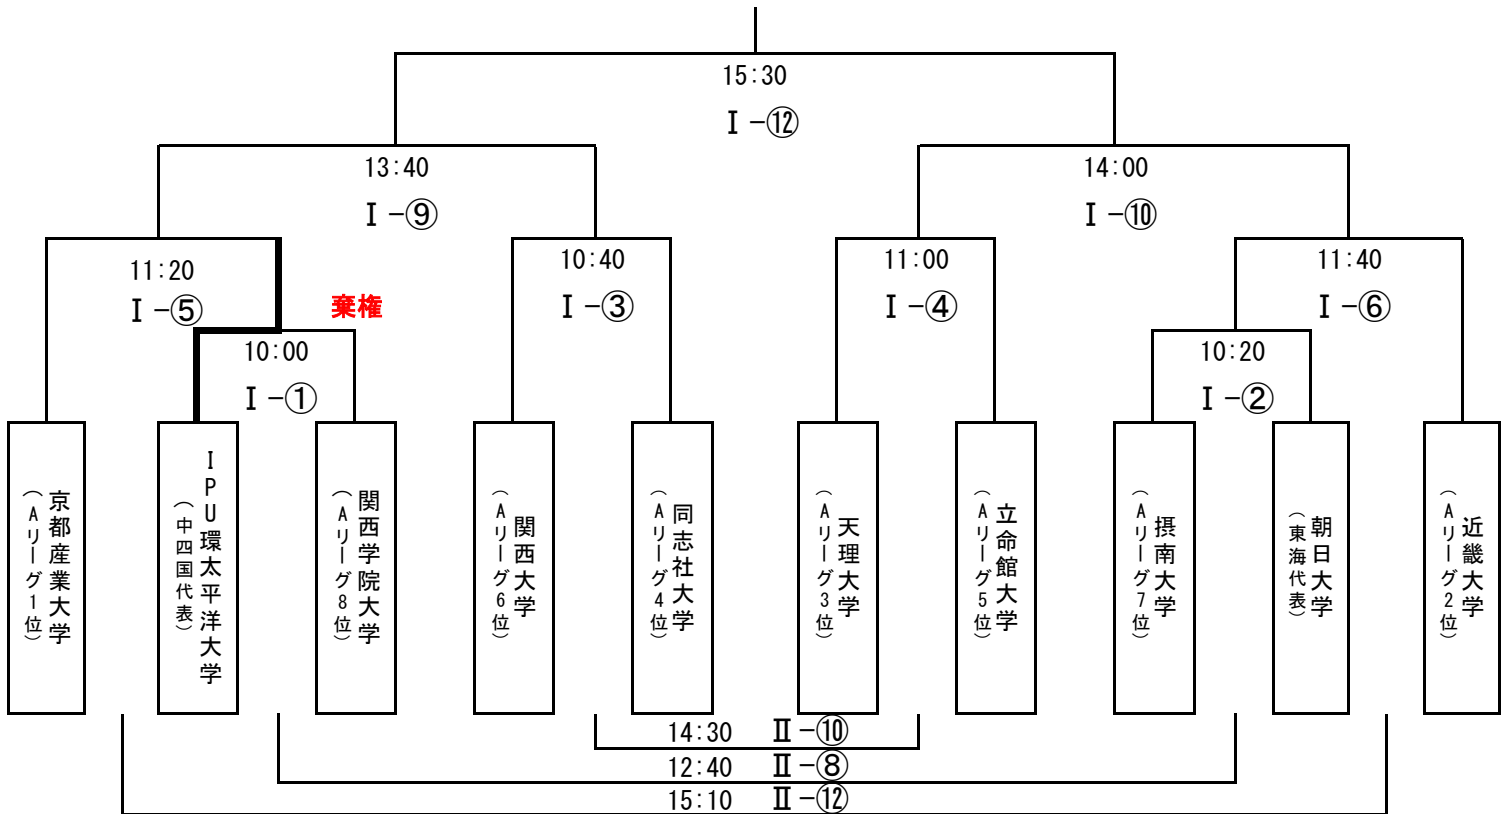 15:30
Ⅰ-⑫
13:40
Ⅰ-⑨
14:00
Ⅰ-⑩
11:20
Ⅰ-⑤
棄権
10:40
Ⅰ-③
11:00
Ⅰ-④
11:40
Ⅰ-⑥
10:00
Ⅰ-①
10:20
Ⅰ-②
京都産業大学
(Aリーグ1位)
IPU環太平洋大学
(中四国代表)
関西学院大学
(Aリーグ8位)
関西大学
(Aリーグ6位)
同志社大学
(Aリーグ4位)
天理大学
(Aリーグ3位)
立命館大学
(Aリーグ5位)
摂南大学
(Aリーグ7位)
朝日大学
(東海代表)
近畿大学
(Aリーグ2位)
14:30 Ⅱ-⑩
12:40 Ⅱ-⑧
15:10 Ⅱ-⑫